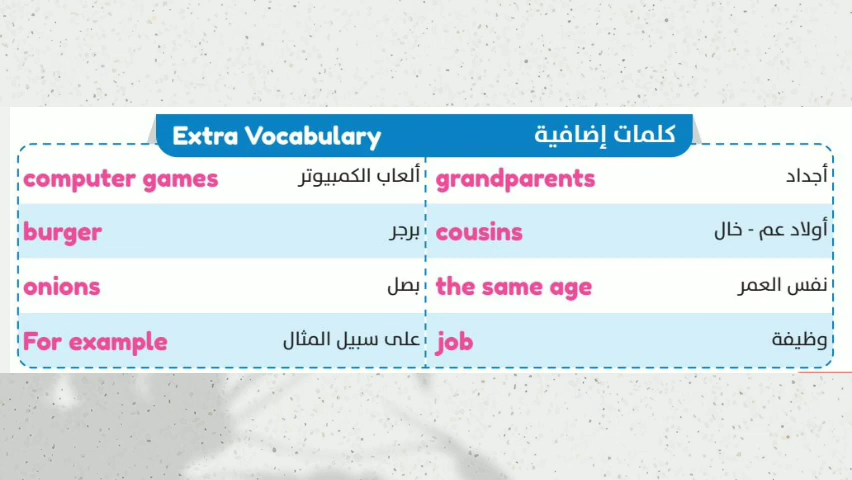 Extra Vocabulary كلمات إضافية
computer games ألعاب الكمبيوتر grandparents أجداد
burger برجر cousins أولاد عم - خال
onions بصل the same age نفس العمر
For example على سبيل المثال job وظيفة